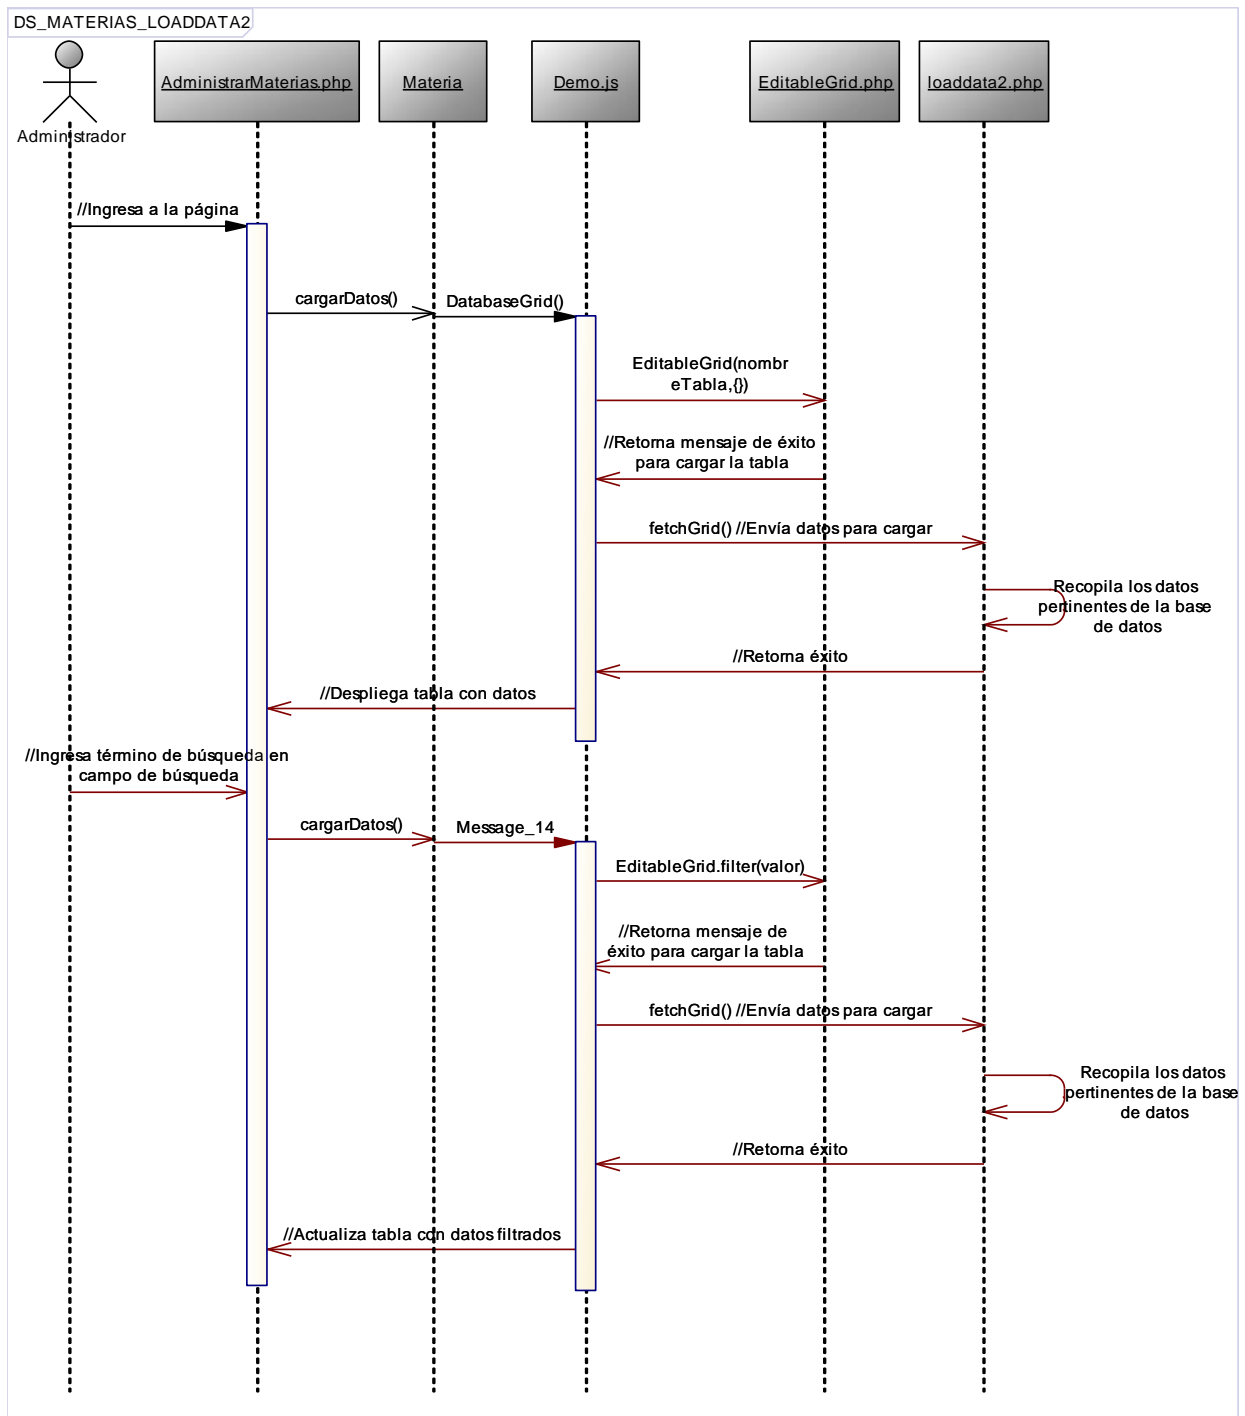 DS_MATERIAS_LOADDATA2
AdministrarMaterias.php
Materia
Demo.js
EditableGrid.php
loaddata2.php
Administrador
//Ingresa a la página
cargarDatos()
DatabaseGrid()
EditableGrid(nombr
eTabla,{})
//Retorna mensaje de éxito
para cargar la tabla
fetchGrid() //Envía datos para cargar
Recopila los datos
pertinentes de la base
de datos
//Retorna éxito
//Despliega tabla con datos
//Ingresa término de búsqueda en
campo de búsqueda
cargarDatos()
Message_14
EditableGrid.filter(valor)
//Retorna mensaje de
éxito para cargar la tabla
fetchGrid() //Envía datos para cargar
Recopila los datos
pertinentes de la base
de datos
//Retorna éxito
//Actualiza tabla con datos filtrados